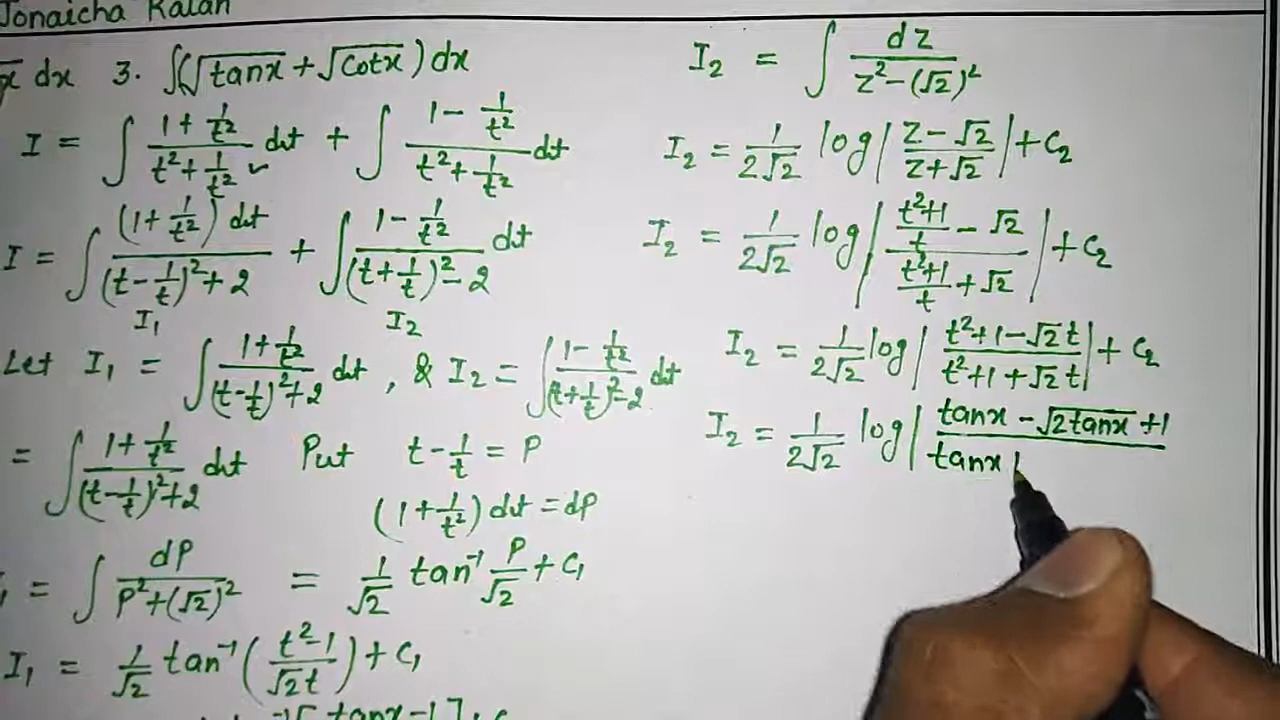 Jonaicha Kalan
x dx 3. ∫(√tanx + √cotx) dx
I = ∫ (1 + 1/t²)/(t² + 1/t²) dt + ∫ (1 - 1/t²)/(t² + 1/t²) dt
I = ∫ (1 + 1/t²) dt/((t - 1/t)² + 2) + ∫ (1 - 1/t²)/((t + 1/t)² - 2) dt
I₁ I₂
Let I₁ = ∫ (1 + 1/t²)/((t - 1/t)² + 2) dt , & I₂ = ∫ (1 - 1/t²)/((t + 1/t)² - 2) dt
= ∫ (1 + 1/t²)/((t - 1/t)² + 2) dt Put t - 1/t = P
(1 + 1/t²) dt = dP
= ∫ dP/(P² + (√2)²) = 1/√2 tan⁻¹ P/√2 + C₁
I₁ = 1/√2 tan⁻¹ ((t² - 1)/(√2 t)) + C₁
tanx - 1
I₂ = ∫ dz/(z² - (√2)²)
I₂ = 1/(2√2) log |(z - √2)/(z + √2)| + C₂
I₂ = 1/(2√2) log |((t² + 1)/t - √2)/((t² + 1)/t + √2)| + C₂
I₂ = 1/(2√2) log |(t² + 1 - √2 t)/(t² + 1 + √2 t)| + C₂
I₂ = 1/(2√2) log |(tanx - √2tanx + 1)/(tanx